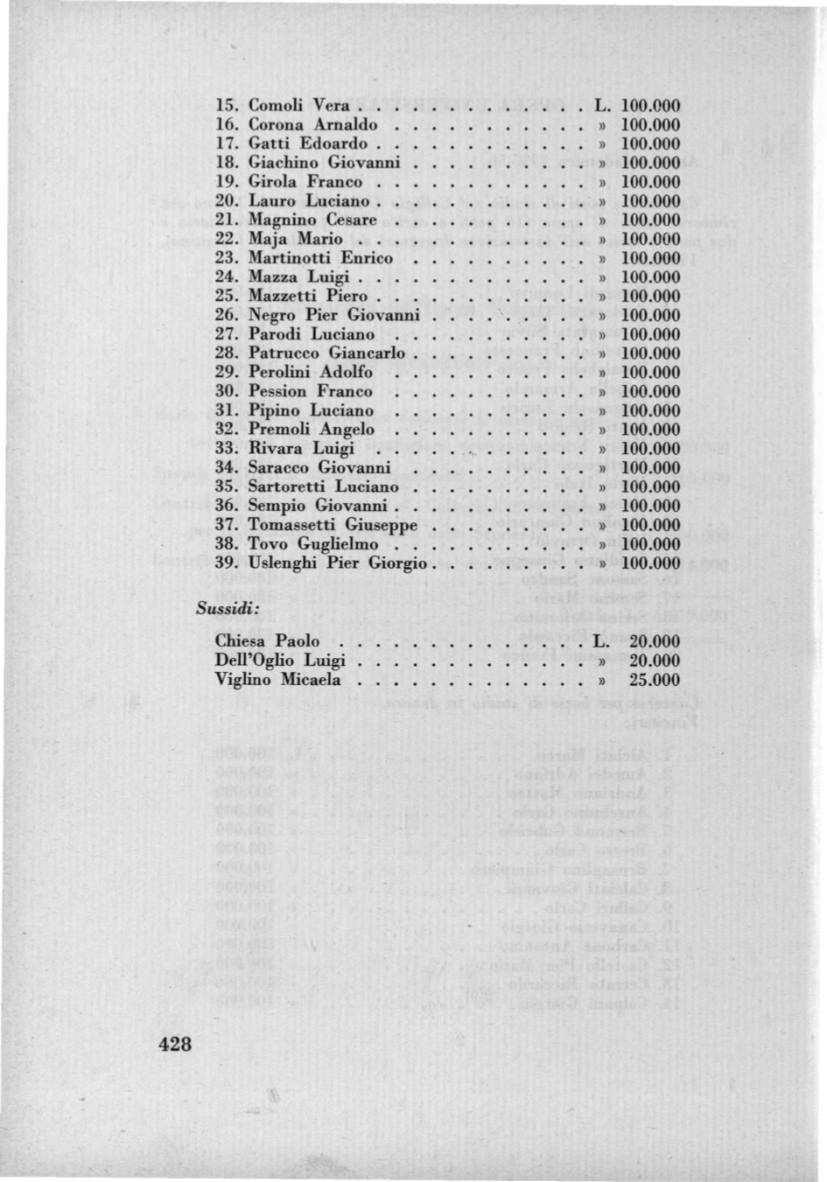 15. Comoli Vera . . . . . . . . . . . . . L. 100.000
16. Corona Arnaldo . . . . . . . . . . . » 100.000
17. Gatti Edoardo . . . . . . . . . . . . » 100.000
18. Giachino Giovanni . . . . . . . . . . » 100.000
19. Girola Franco . . . . . . . . . . . . » 100.000
20. Lauro Luciano . . . . . . . . . . . . » 100.000
21. Magnino Cesare . . . . . . . . . . . » 100.000
22. Maja Mario . . . . . . . . . . . . . » 100.000
23. Martinotti Enrico . . . . . . . . . . » 100.000
24. Mazza Luigi . . . . . . . . . . . . . » 100.000
25. Mazzetti Piero . . . . . . . . . . . . » 100.000
26. Negro Pier Giovanni . . . . . . . . . » 100.000
27. Parodi Luciano . . . . . . . . . . . » 100.000
28. Patrucco Giancarlo . . . . . . . . . . » 100.000
29. Perolini Adolfo . . . . . . . . . . . » 100.000
30. Pession Franco . . . . . . . . . . . » 100.000
31. Pipino Luciano . . . . . . . . . . . » 100.000
32. Premoli Angelo . . . . . . . . . . . » 100.000
33. Rivara Luigi . . . . . . . . . . . . » 100.000
34. Saracco Giovanni . . . . . . . . . . » 100.000
35. Sartoretti Luciano . . . . . . . . . . » 100.000
36. Sempio Giovanni . . . . . . . . . . . » 100.000
37. Tomassetti Giuseppe . . . . . . . . . » 100.000
38. Tovo Guglielmo . . . . . . . . . . . » 100.000
39. Uslenghi Pier Giorgio . . . . . . . . . » 100.000
Sussidi:
Chiesa Paolo . . . . . . . . . . . . . . L. 20.000
Dell'Oglio Luigi . . . . . . . . . . . . . » 20.000
Viglino Micaela . . . . . . . . . . . . . » 25.000
428